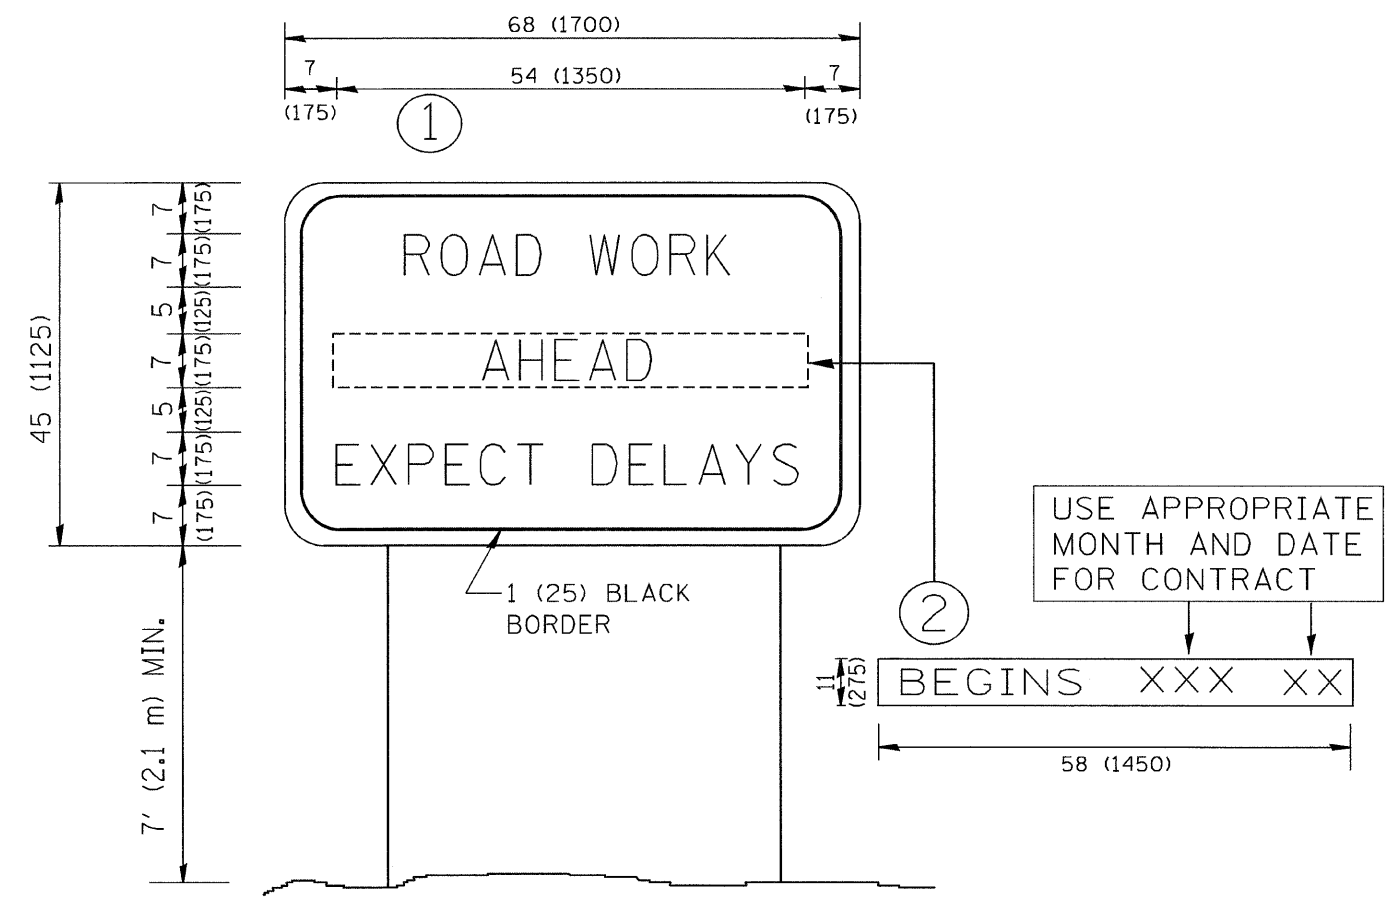 68 (1700)
7
54 (1350)
7
(175)
(175)
1
7
(175)
7
(175)
5
(125)
7
(175)
5
(125)
7
(175)
7
(175)
45 (1125)
ROAD WORK
AHEAD
EXPECT DELAYS
1 (25) BLACK
BORDER
7' (2.1 m) MIN.
USE APPROPRIATE
MONTH AND DATE
FOR CONTRACT
2
11
(275)
BEGINS XXX XX
58 (1450)